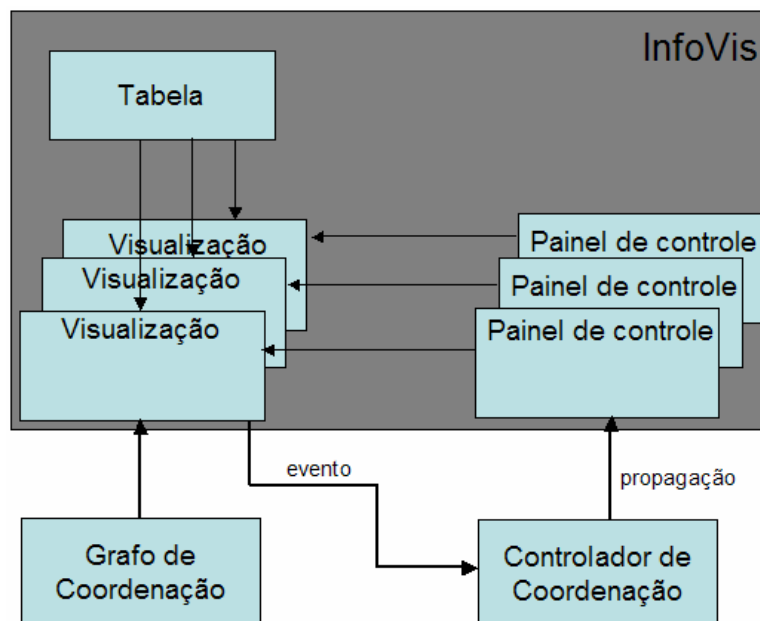 InfoVis
Tabela
Visualização
Painel de controle
Visualização
Painel de controle
Visualização
Painel de controle
evento
propagação
Grafo de
Coordenação
Controlador de
Coordenação